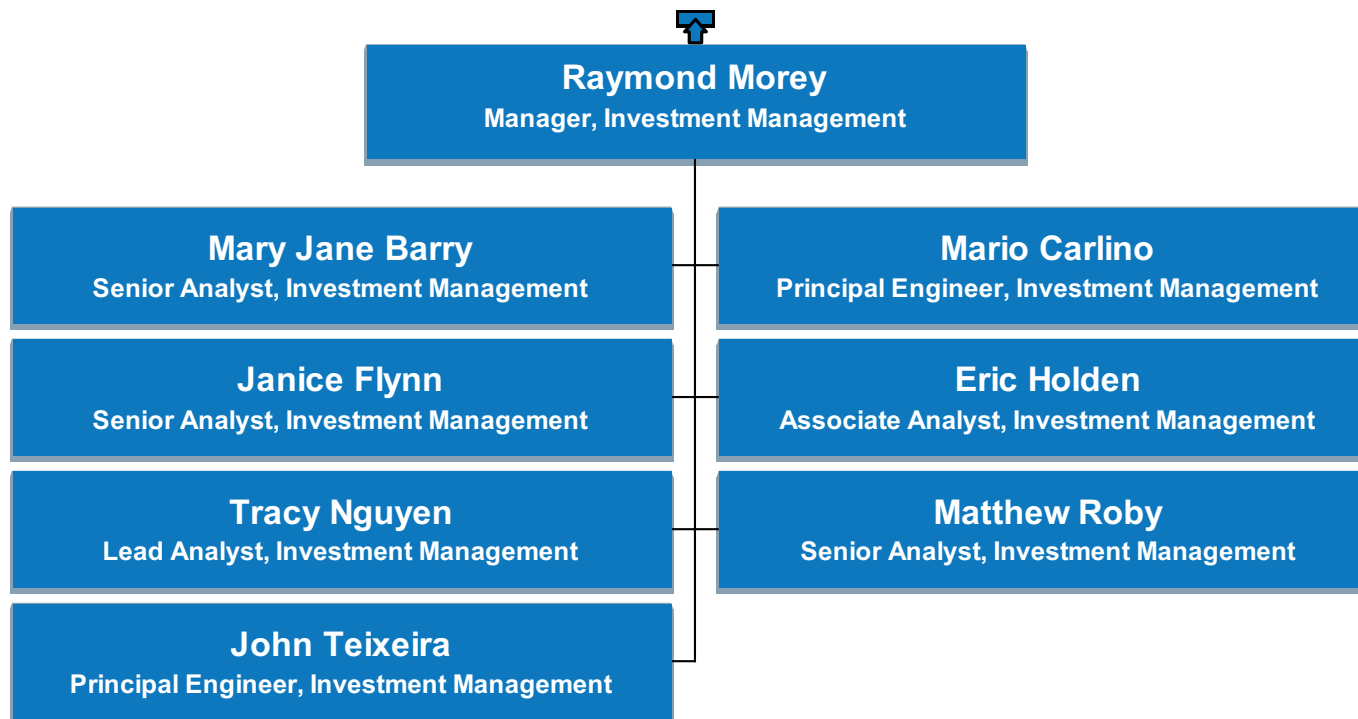 Raymond Morey
Manager, Investment Management
Mary Jane Barry
Senior Analyst, Investment Management
Mario Carlino
Principal Engineer, Investment Management
Janice Flynn
Senior Analyst, Investment Management
Eric Holden
Associate Analyst, Investment Management
Tracy Nguyen
Lead Analyst, Investment Management
Matthew Roby
Senior Analyst, Investment Management
John Teixeira
Principal Engineer, Investment Management